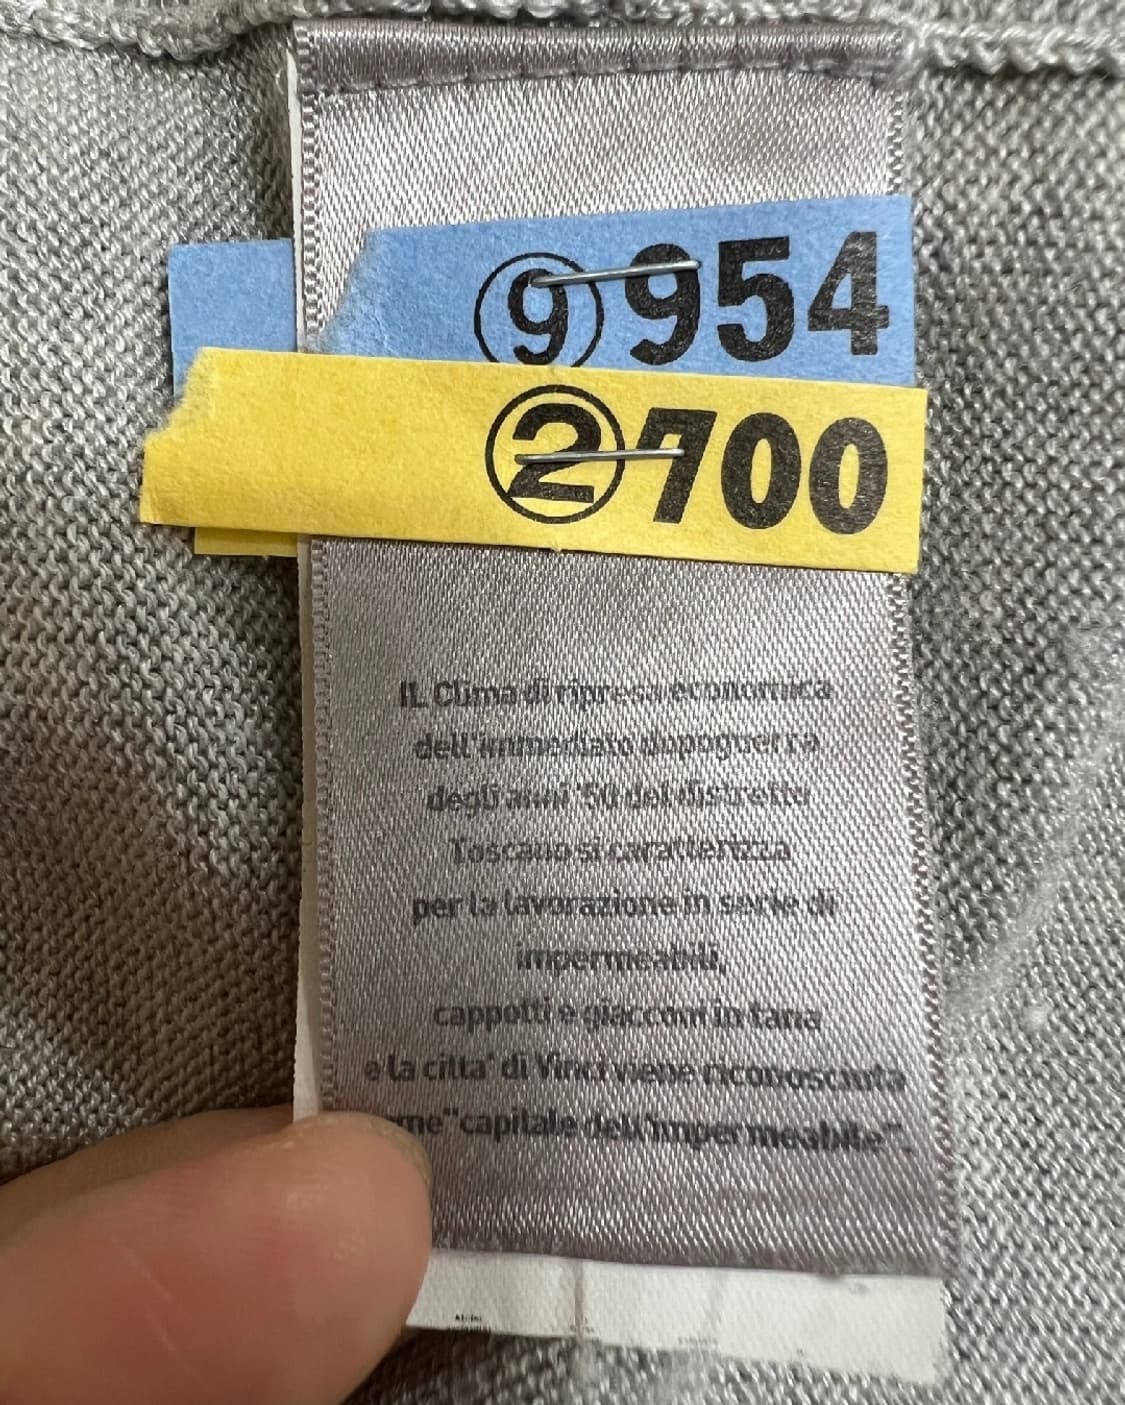 9 954
2 700
IL Clima di ripresa economica
dell'immediato dopoguerra
degli anni '50 del distretto
Toscano si caratterizza
per la lavorazione in serie di
impermeabili,
cappotti e giacconi in lana
e la citta' di Vinci viene riconosciuta
me "capitale dell'impermeabile".